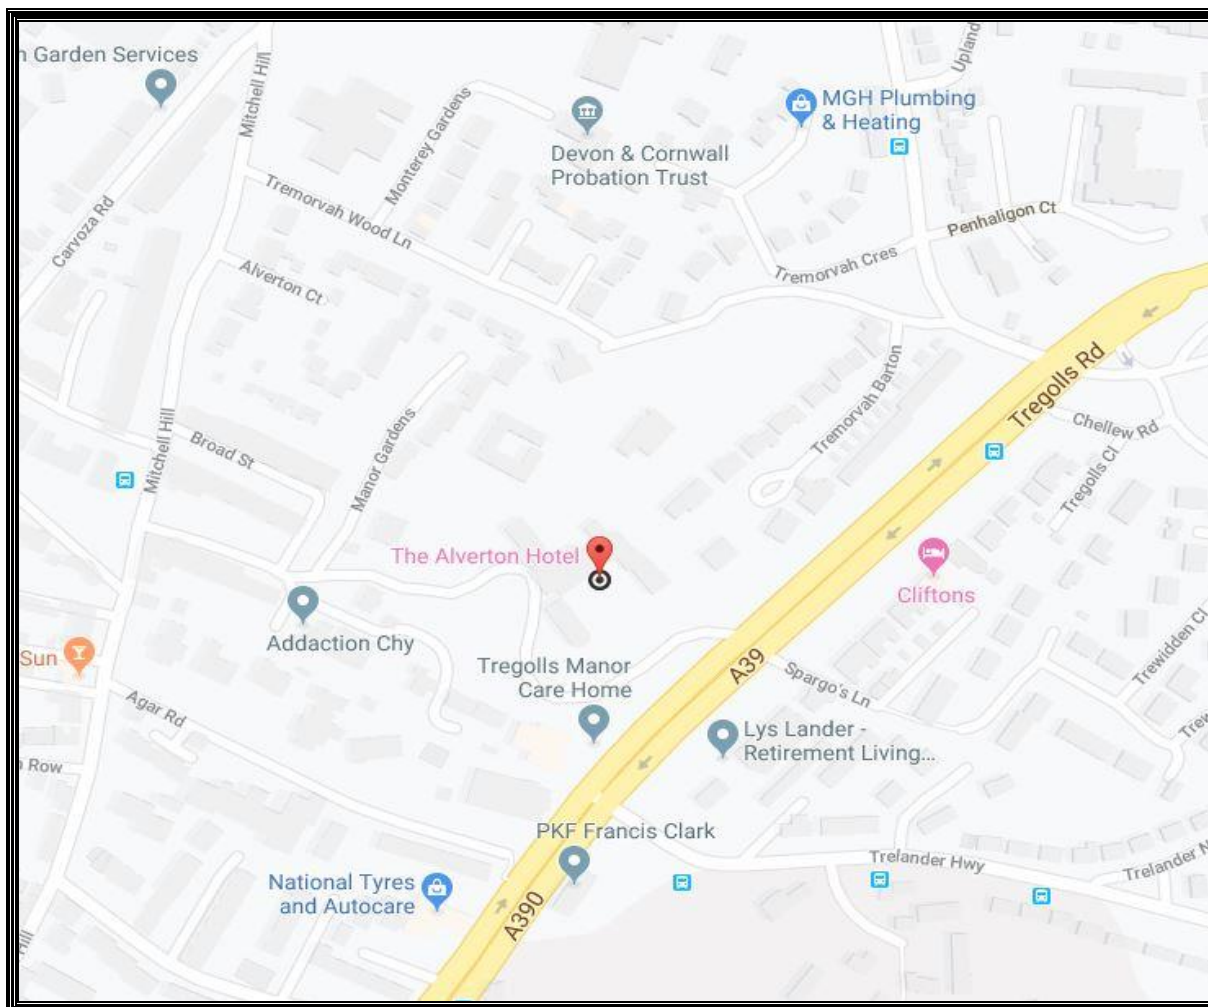 n Garden Services
Mitchell Hill
Upland
MGH Plumbing
& Heating
Monterey Gardens
Devon & Cornwall
Probation Trust
Carvoza Rd
Tremorvah Wood Ln
Penhaligon Ct
Alverton Ct
Tremorvah Cres
Tregolls Rd
Tremorvah Barton
Chellew Rd
Mitchell Hill
Broad St
Manor Gardens
Tregolls Cl
The Alverton Hotel
Cliftons
Addaction Chy
Sun
Tregolls Manor
Care Home
A39
Spargo's Ln
Trewidden Cl
Agar Rd
Trew
Lys Lander -
Retirement Living...
n Row
PKF Francis Clark
Trelander Hwy
Trelander N
National Tyres
and Autocare
A390
Hill